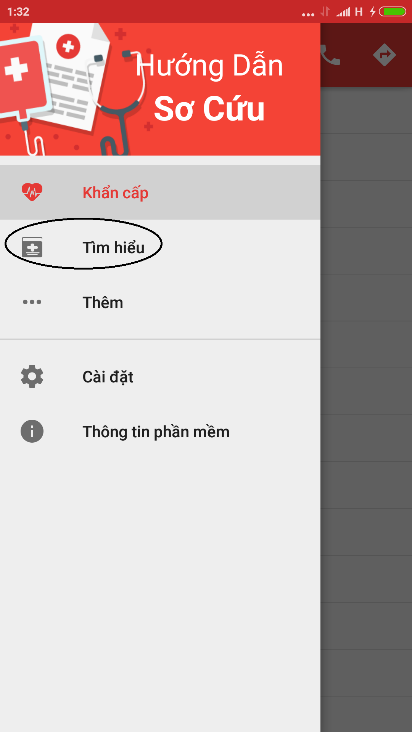 1:32
H
Hướng Dẫn
Sơ Cứu
Khẩn cấp
Tìm hiểu
Thêm
Cài đặt
Thông tin phần mềm